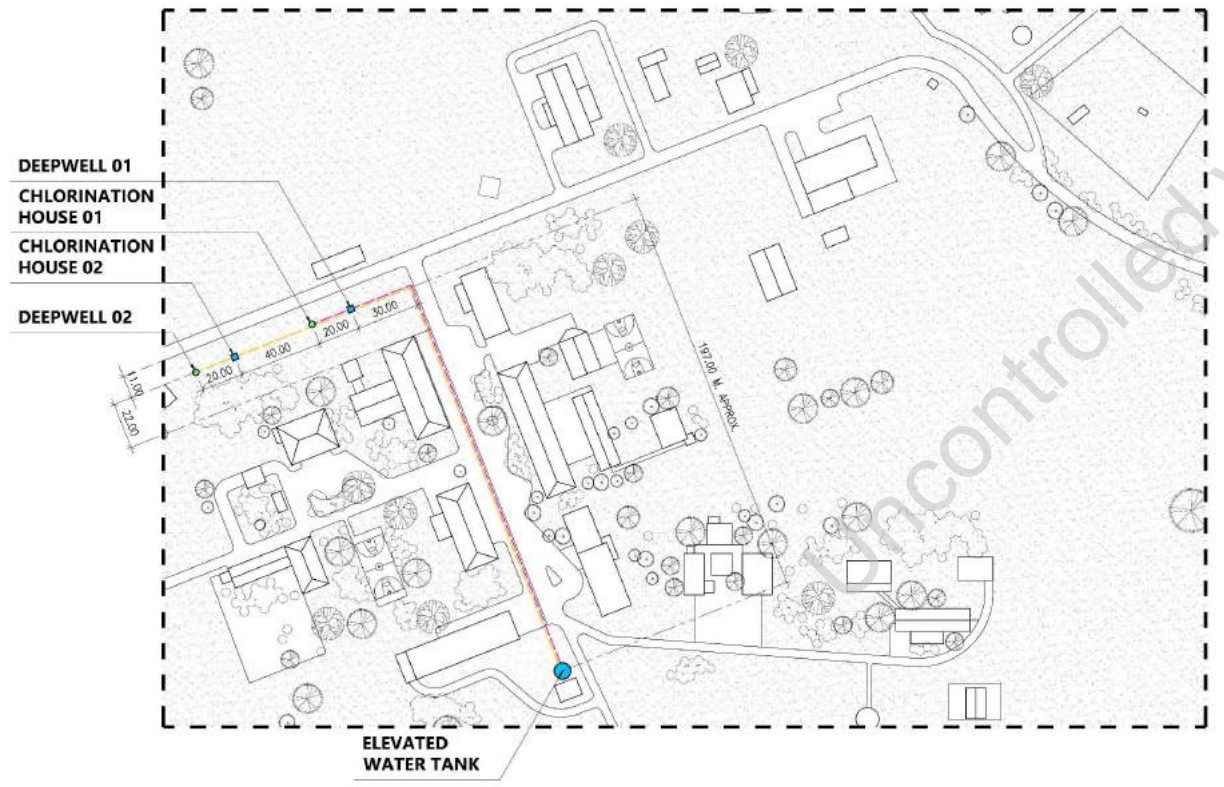 DEEPWELL 01
CHLORINATION
HOUSE 01
CHLORINATION
HOUSE 02
DEEPWELL 02
30.00
20.00
40.00
20.00
11.00
22.00
197.00 M. APPROX.
Uncontrolled
ELEVATED
WATER TANK